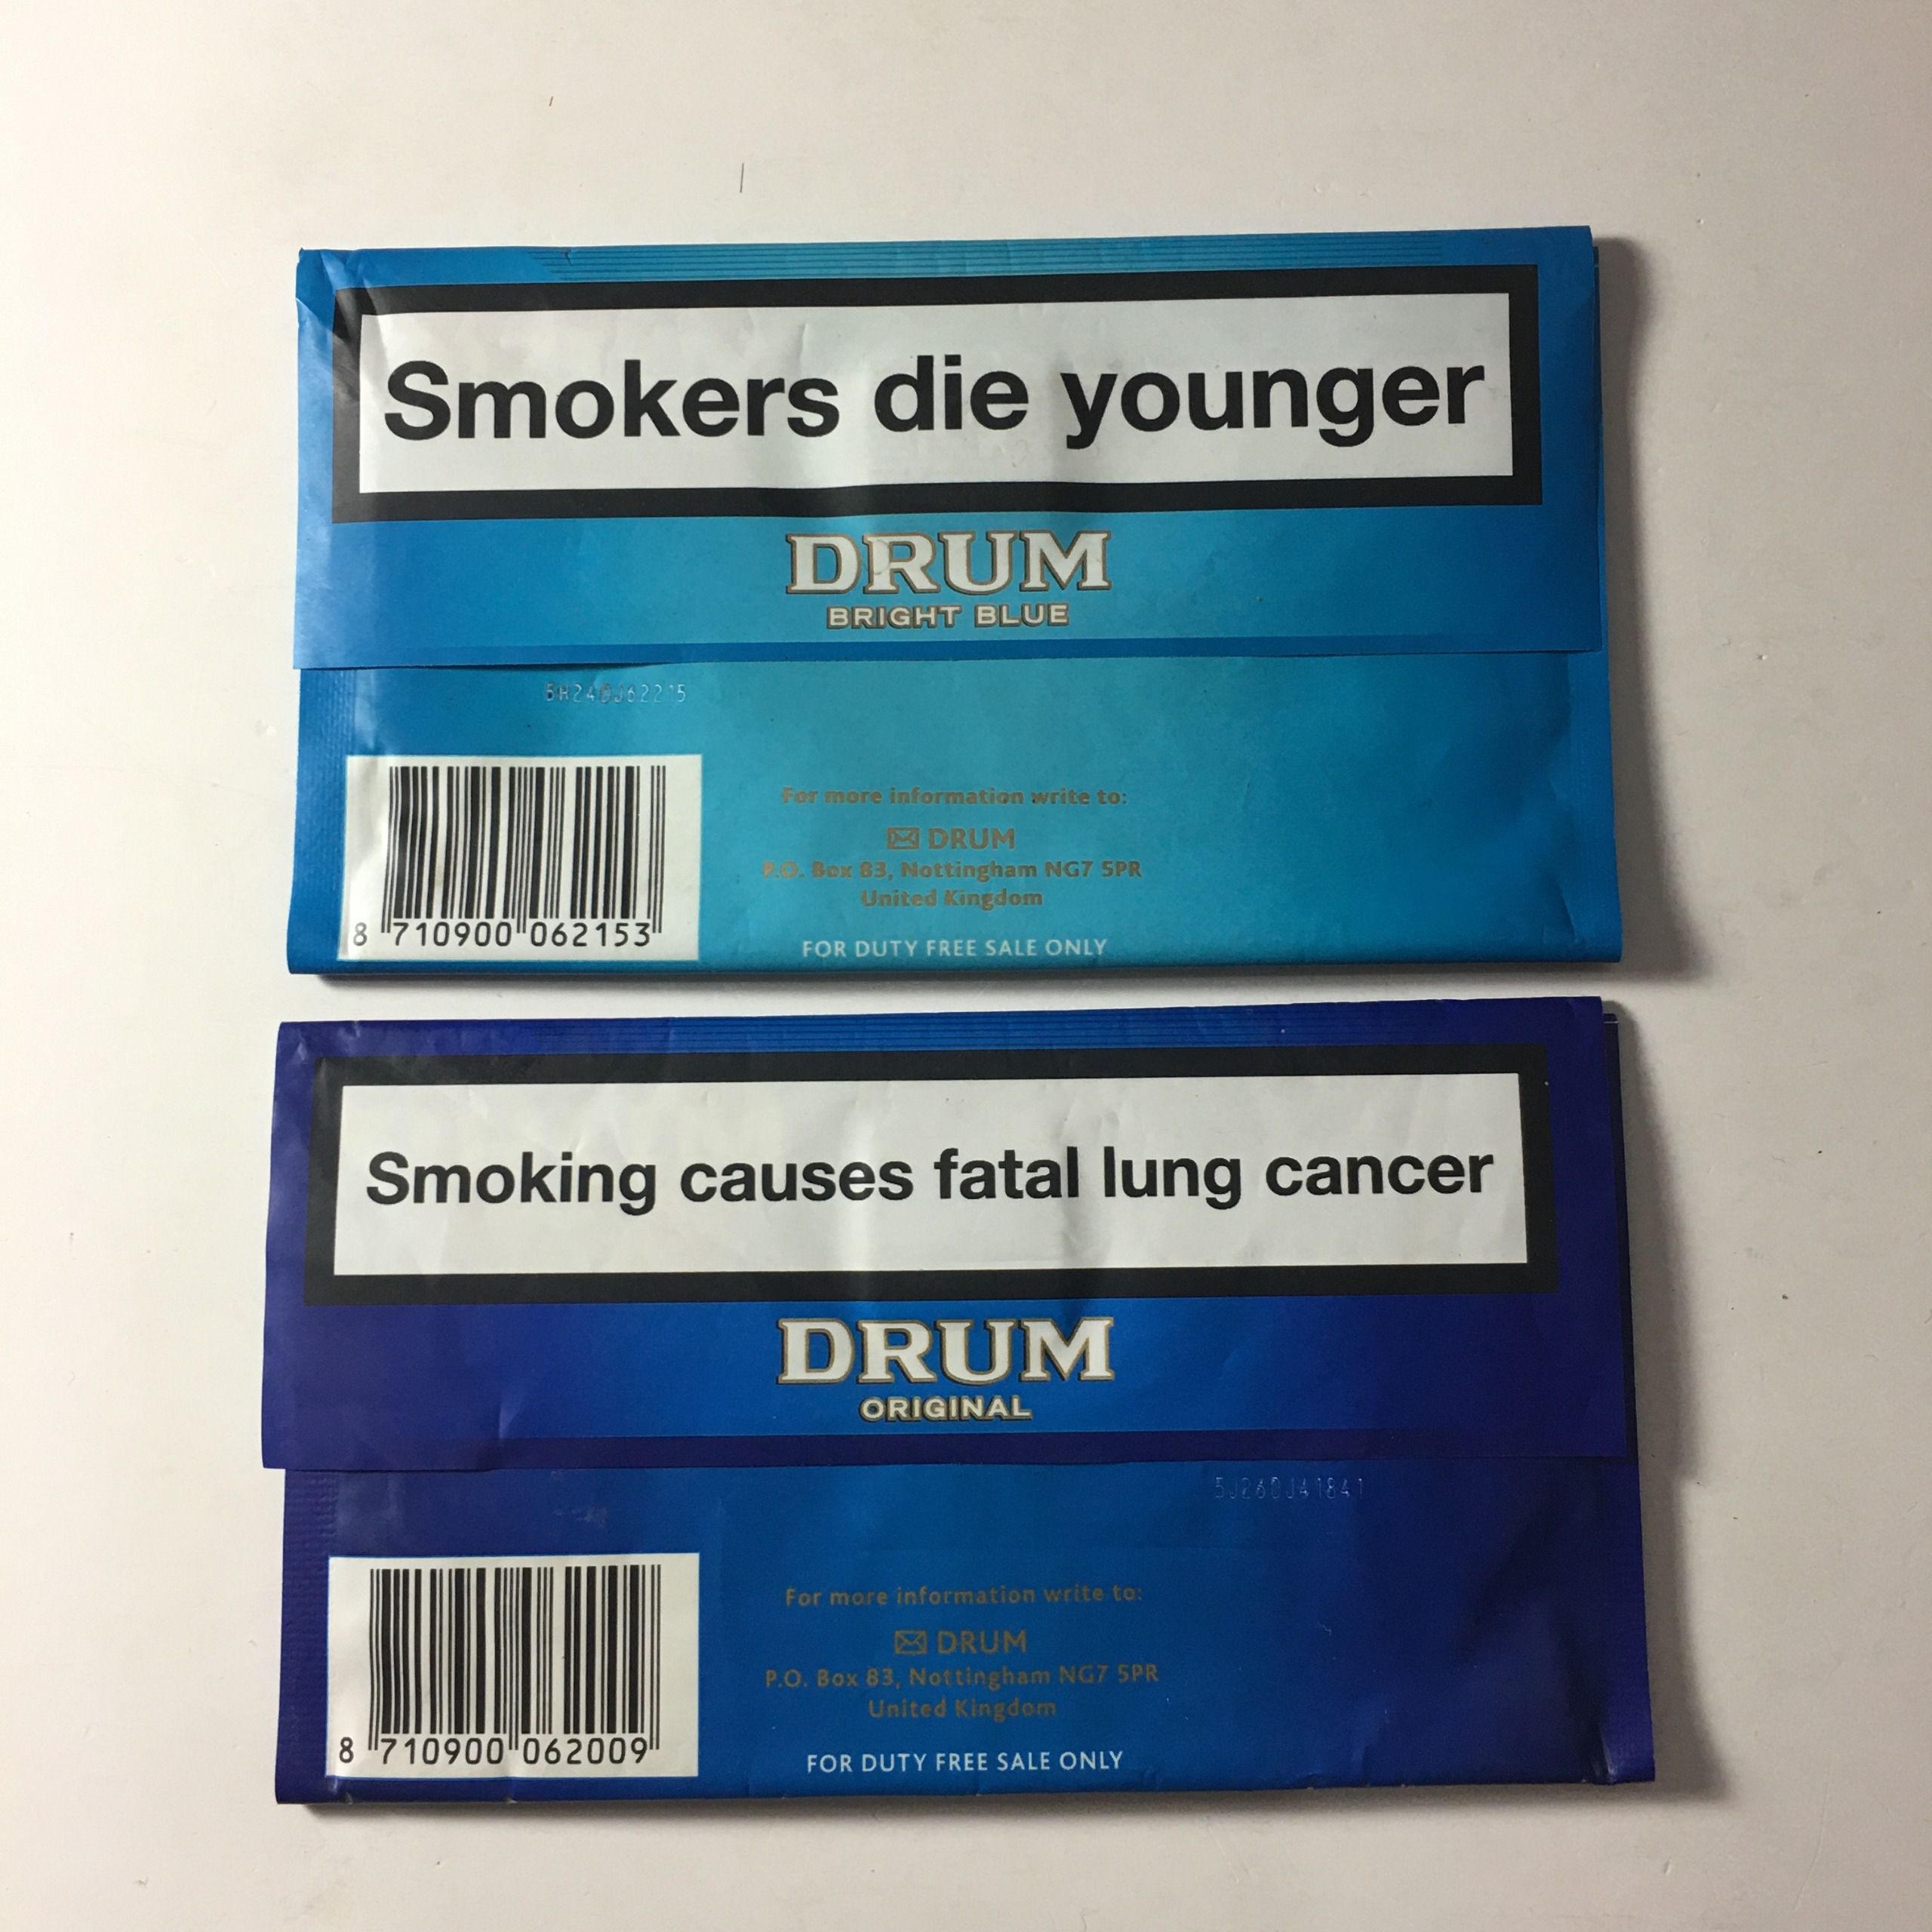 Smokers die younger
DRUM
BRIGHT BLUE
For more information write to:
DRUM
P.O. Box 83, Nottingham NG7 5PR
United Kingdom
FOR DUTY FREE SALE ONLY
8 710900 062153
Smoking causes fatal lung cancer
DRUM
ORIGINAL
5J260J41841
For more information write to:
DRUM
P.O. Box 83, Nottingham NG7 5PR
United Kingdom
FOR DUTY FREE SALE ONLY
8 710900 062009